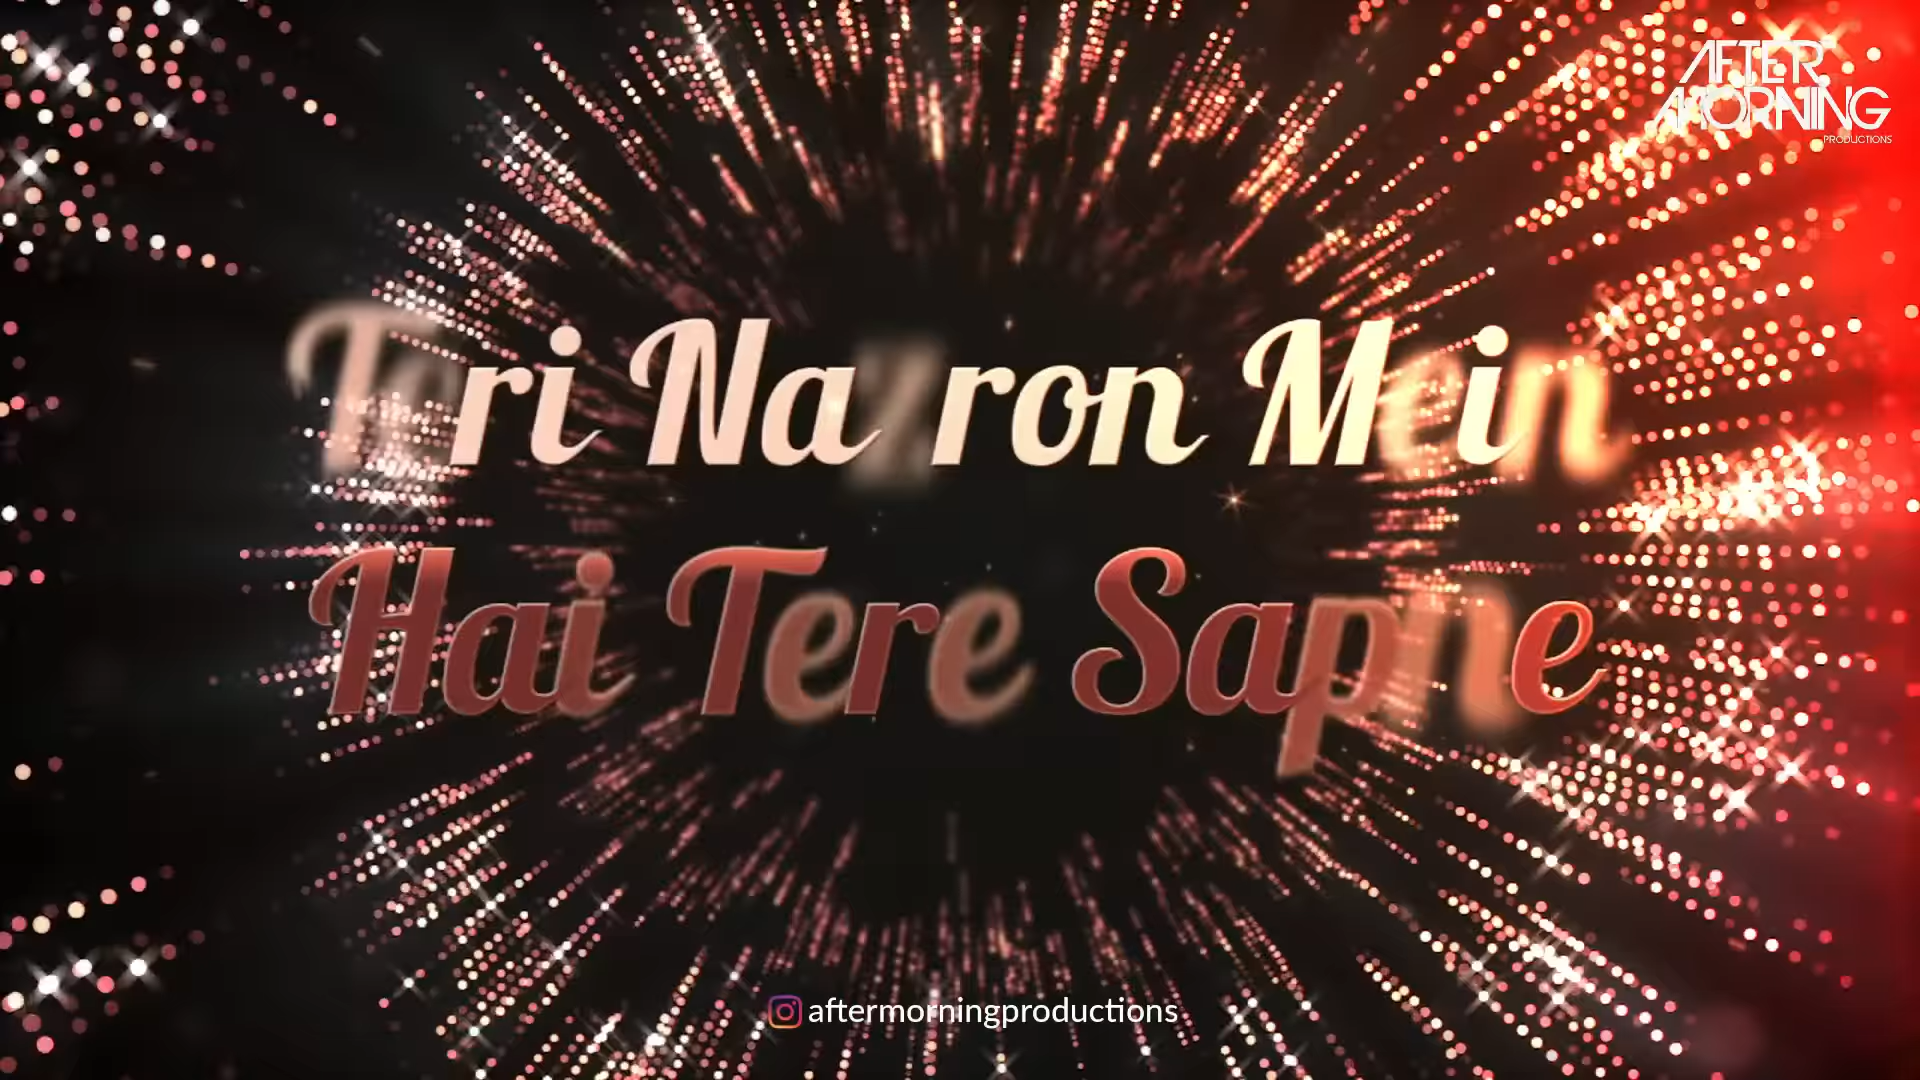 AFTER
MORNING
PRODUCTIONS
Teri Nazron Mein
Hai Tere Sapne
aftermorningproductions